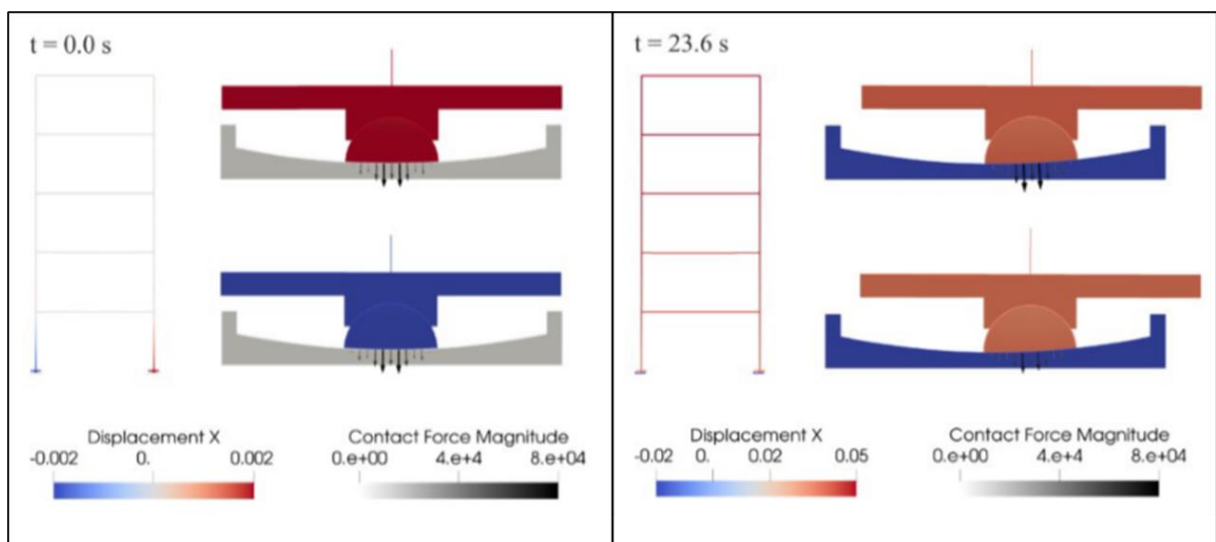 t = 0.0 s
Displacement X
-0.002 0. 0.002
Contact Force Magnitude
0.e+00 4.e+4 8.e+04
t = 23.6 s
Displacement X
-0.02 0. 0.02 0.05
Contact Force Magnitude
0.e+00 4.e+4 8.e+04